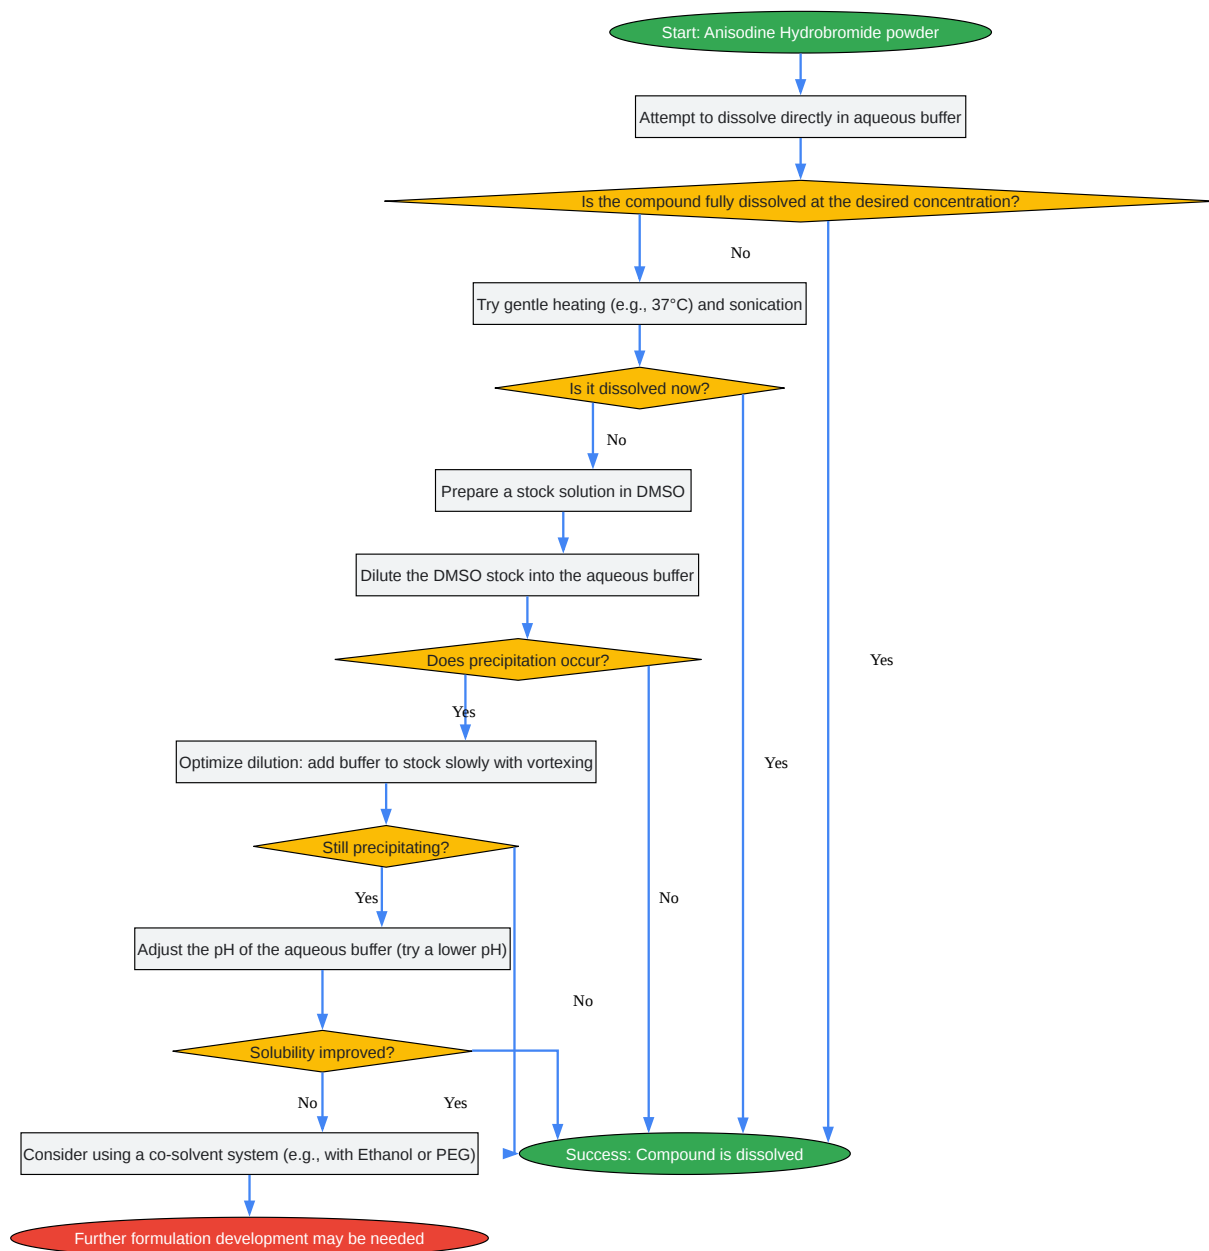 Start: Anisodine Hydrobromide powder
Attempt to dissolve directly in aqueous buffer
Is the compound fully dissolved at the desired concentration?
No
Try gentle heating (e.g., 37°C) and sonication
Is it dissolved now?
No
Prepare a stock solution in DMSO
Dilute the DMSO stock into the aqueous buffer
Does precipitation occur?
Yes
Yes
Optimize dilution: add buffer to stock slowly with vortexing
Yes
Still precipitating?
Yes
No
Adjust the pH of the aqueous buffer (try a lower pH)
No
Solubility improved?
No
Yes
Consider using a co-solvent system (e.g., with Ethanol or PEG)
Success: Compound is dissolved
Further formulation development may be needed